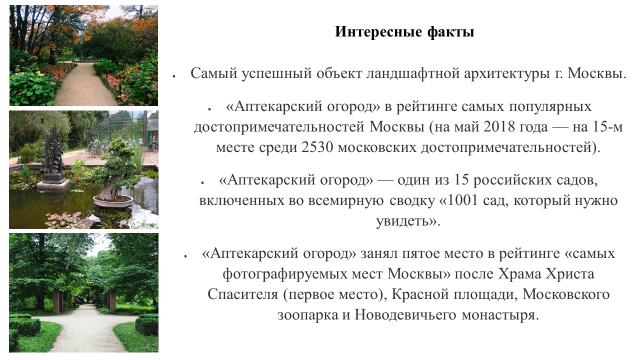 Интересные факты
• Самый успешный объект ландшафтной архитектуры г. Москвы.
• «Аптекарский огород» в рейтинге самых популярных
достопримечательностей Москвы (на май 2018 года — на 15-м
месте среди 2530 московских достопримечательностей).
• «Аптекарский огород» — один из 15 российских садов,
включенных во всемирную сводку «1001 сад, который нужно
увидеть».
• «Аптекарский огород» занял пятое место в рейтинге «самых
фотографируемых мест Москвы» после Храма Христа
Спасителя (первое место), Красной площади, Московского
зоопарка и Новодевичьего монастыря.